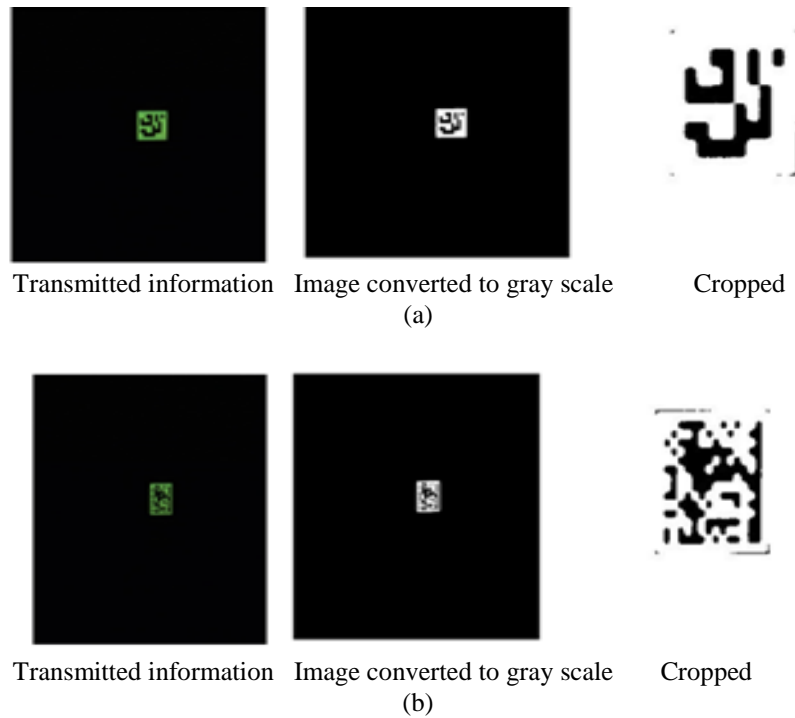 Transmitted information Image converted to gray scale Cropped
(a)
Transmitted information Image converted to gray scale Cropped
(b)